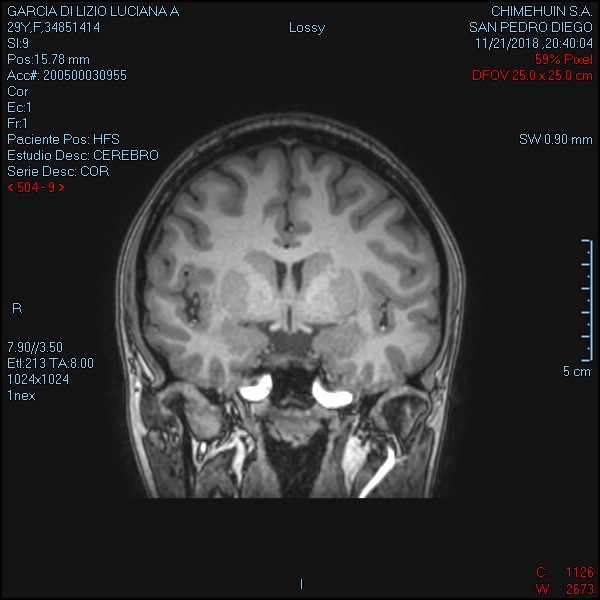 GARCIA DI LIZIO LUCIANA A
29Y,F,34851414
Sl:9
Pos:15.78 mm
Acc#: 200500030955
Cor
Ec:1
Fr:1
Paciente Pos: HFS
Estudio Desc: CEREBRO
Serie Desc: COR
< 504 - 9 >
Lossy
CHIMEHUIN S.A.
SAN PEDRO DIEGO
11/21/2018 ,20:40:04
59% Pixel
DFOV 25.0 x 25.0 cm
SW 0.90 mm
R
7.90//3.50
Etl:213 TA:8.00
1024x1024
1nex
5 cm
I
C 1126
W 2673